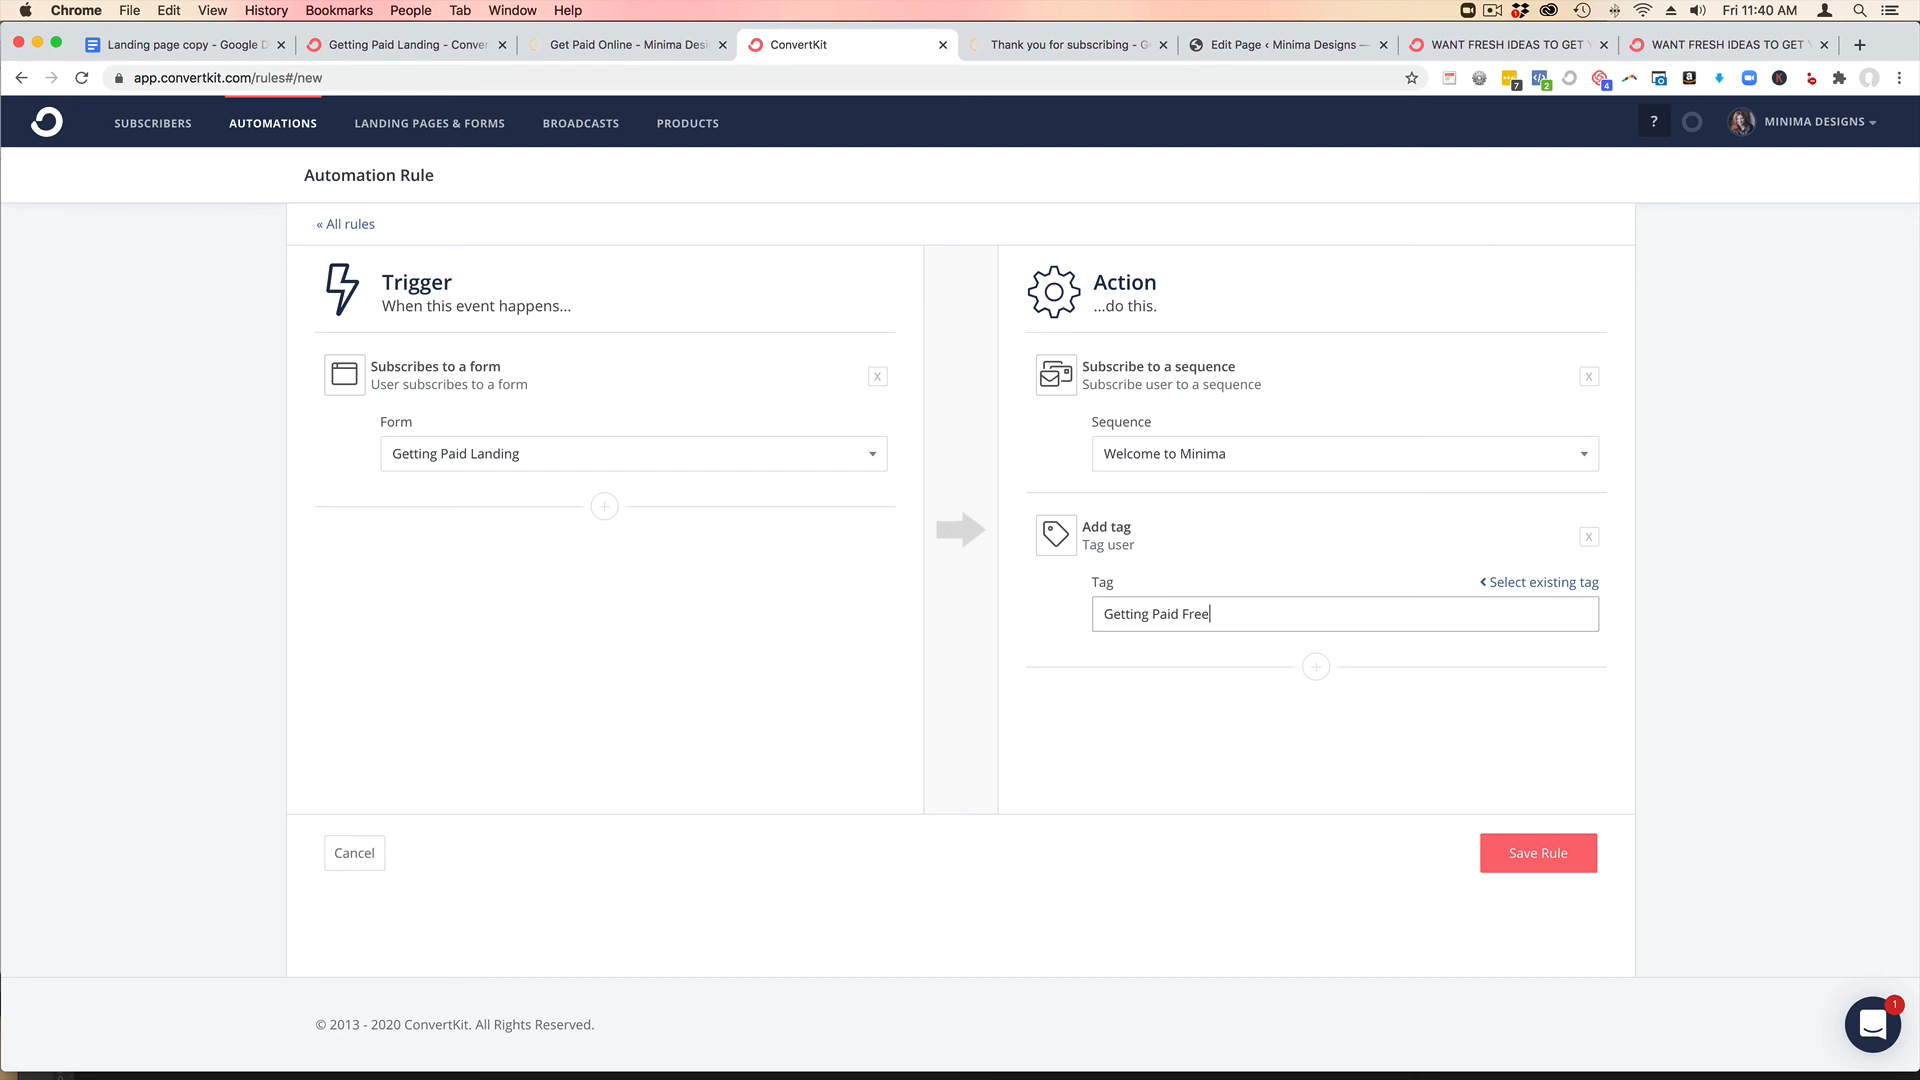 Chrome File Edit View History Bookmarks People Tab Window Help
1
Fri 11:40 AM
Landing page copy - Google D
Getting Paid Landing - Conver
Get Paid Online - Minima Desi
ConvertKit
Thank you for subscribing - G
Edit Page ‹ Minima Designs —
WANT FRESH IDEAS TO GET Y
WANT FRESH IDEAS TO GET Y
app.convertkit.com/rules#/new
7 2 4
SUBSCRIBERS AUTOMATIONS LANDING PAGES & FORMS BROADCASTS PRODUCTS ? MINIMA DESIGNS
Automation Rule
« All rules
Trigger
When this event happens...
Subscribes to a form
User subscribes to a form
X
Form
Getting Paid Landing
+
Action
...do this.
Subscribe to a sequence
Subscribe user to a sequence
X
Sequence
Welcome to Minima
Add tag
Tag user
X
Tag
Select existing tag
Getting Paid Free
+
Cancel
Save Rule
© 2013 - 2020 ConvertKit. All Rights Reserved.
1